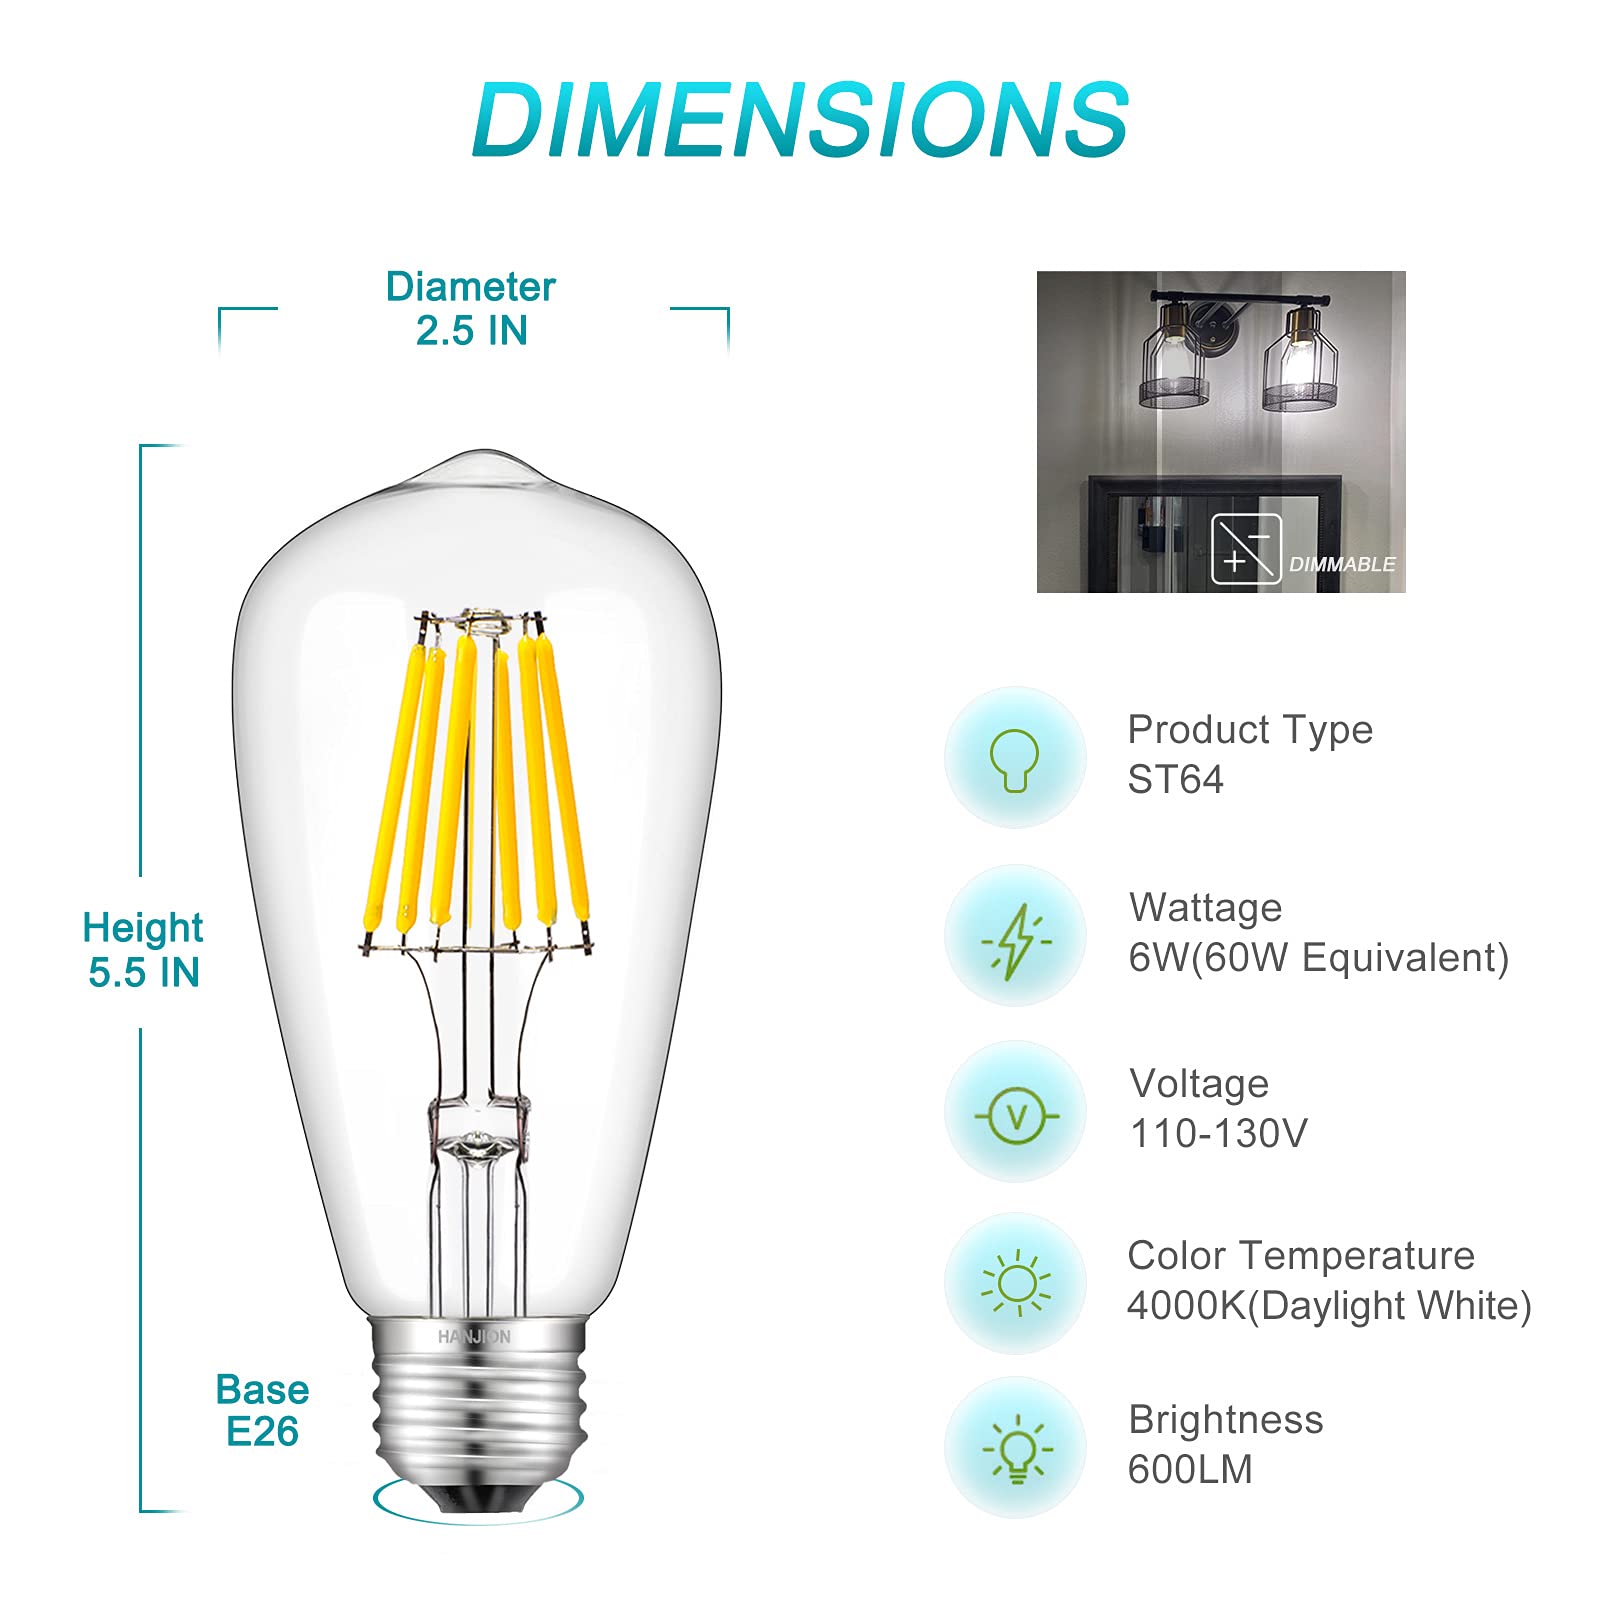 DIMENSIONS
Diameter
2.5 IN
Height
5.5 IN
Base
E26
HANJION
DIMMABLE
Product Type
ST64
Wattage
6W(60W Equivalent)
V
Voltage
110-130V
Color Temperature
4000K(Daylight White)
Brightness
600LM